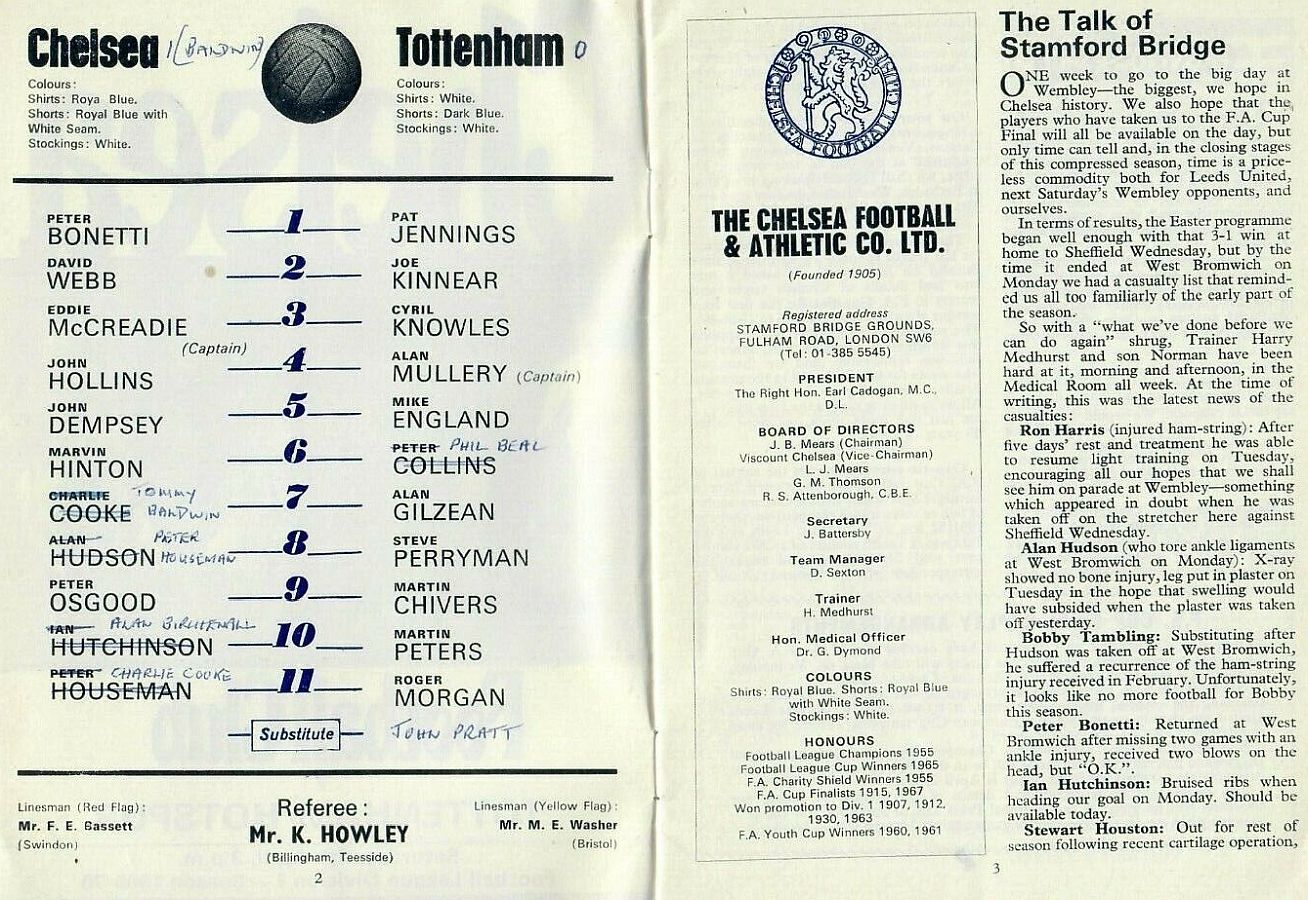 Chelsea 1 (BALDWIN)
Colours:
Shirts: Roya Blue.
Shorts: Royal Blue with
White Seam.
Stockings: White.
Tottenham 0
Colours:
Shirts: White.
Shorts: Dark Blue.
Stockings: White.
PETER BONETTI 1 PAT JENNINGS
DAVID WEBB 2 JOE KINNEAR
EDDIE McCREADIE (Captain) 3 CYRIL KNOWLES
JOHN HOLLINS 4 ALAN MULLERY (Captain)
JOHN DEMPSEY 5 MIKE ENGLAND
MARVIN HINTON 6 PETER COLLINS PHIL BEAL
CHARLIE COOKE TOMMY BALDWIN 7 ALAN GILZEAN
ALAN HUDSON PETER HOUSEMAN 8 STEVE PERRYMAN
PETER OSGOOD 9 MARTIN CHIVERS
IAN HUTCHINSON ALAN BIRCHENALL 10 MARTIN PETERS
PETER HOUSEMAN CHARLIE COOKE 11 ROGER MORGAN
Substitute JOHN PRATT
Linesman (Red Flag):
Mr. F. E. Gassett
(Swindon)
Referee:
Mr. K. HOWLEY
(Billingham, Teesside)
Linesman (Yellow Flag):
Mr. M. E. Washer
(Bristol)
2
CHELSEA FOOTBALL
THE CHELSEA FOOTBALL
& ATHLETIC CO. LTD.
(Founded 1905)
Registered address
STAMFORD BRIDGE GROUNDS,
FULHAM ROAD, LONDON SW6
(Tel: 01-385 5545)
PRESIDENT
The Right Hon. Earl Cadogan, M.C.,
D.L.
BOARD OF DIRECTORS
J. B. Mears (Chairman)
Viscount Chelsea (Vice-Chairman)
L. J. Mears
G. M. Thomson
R. S. Attenborough, C.B.E.
Secretary
J. Battersby
Team Manager
D. Sexton
Trainer
H. Medhurst
Hon. Medical Officer
Dr. G. Dymond
COLOURS
Shirts: Royal Blue. Shorts: Royal Blue
with White Seam.
Stockings: White.
HONOURS
Football League Champions 1955
Football League Cup Winners 1965
F.A. Charity Shield Winners 1955
F.A. Cup Finalists 1915, 1967
Won promotion to Div. 1 1907, 1912,
1930, 1963
F.A. Youth Cup Winners 1960, 1961
The Talk of
Stamford Bridge
ONE week to go to the big day at
Wembley—the biggest, we hope in
Chelsea history. We also hope that the
players who have taken us to the F.A. Cup
Final will all be available on the day, but
only time can tell and, in the closing stages
of this compressed season, time is a price-
less commodity both for Leeds United,
next Saturday's Wembley opponents, and
ourselves.
In terms of results, the Easter programme
began well enough with that 3-1 win at
home to Sheffield Wednesday, but by the
time it ended at West Bromwich on
Monday we had a casualty list that remind-
ed us all too familiarly of the early part of
the season.
So with a "what we've done before we
can do again" shrug, Trainer Harry
Medhurst and son Norman have been
hard at it, morning and afternoon, in the
Medical Room all week. At the time of
writing, this was the latest news of the
casualties:
Ron Harris (injured ham-string): After
five days' rest and treatment he was able
to resume light training on Tuesday,
encouraging all our hopes that we shall
see him on parade at Wembley—something
which appeared in doubt when he was
taken off on the stretcher here against
Sheffield Wednesday.
Alan Hudson (who tore ankle ligaments
at West Bromwich on Monday): X-ray
showed no bone injury, leg put in plaster on
Tuesday in the hope that swelling would
have subsided when the plaster was taken
off yesterday.
Bobby Tambling: Substituting after
Hudson was taken off at West Bromwich,
he suffered a recurrence of the ham-string
injury received in February. Unfortunately,
it looks like no more football for Bobby
this season.
Peter Bonetti: Returned at West
Bromwich after missing two games with an
ankle injury, received two blows on the
head, but "O.K.".
Ian Hutchinson: Bruised ribs when
heading our goal on Monday. Should be
available today.
Stewart Houston: Out for rest of
season following recent cartilage operation,
3